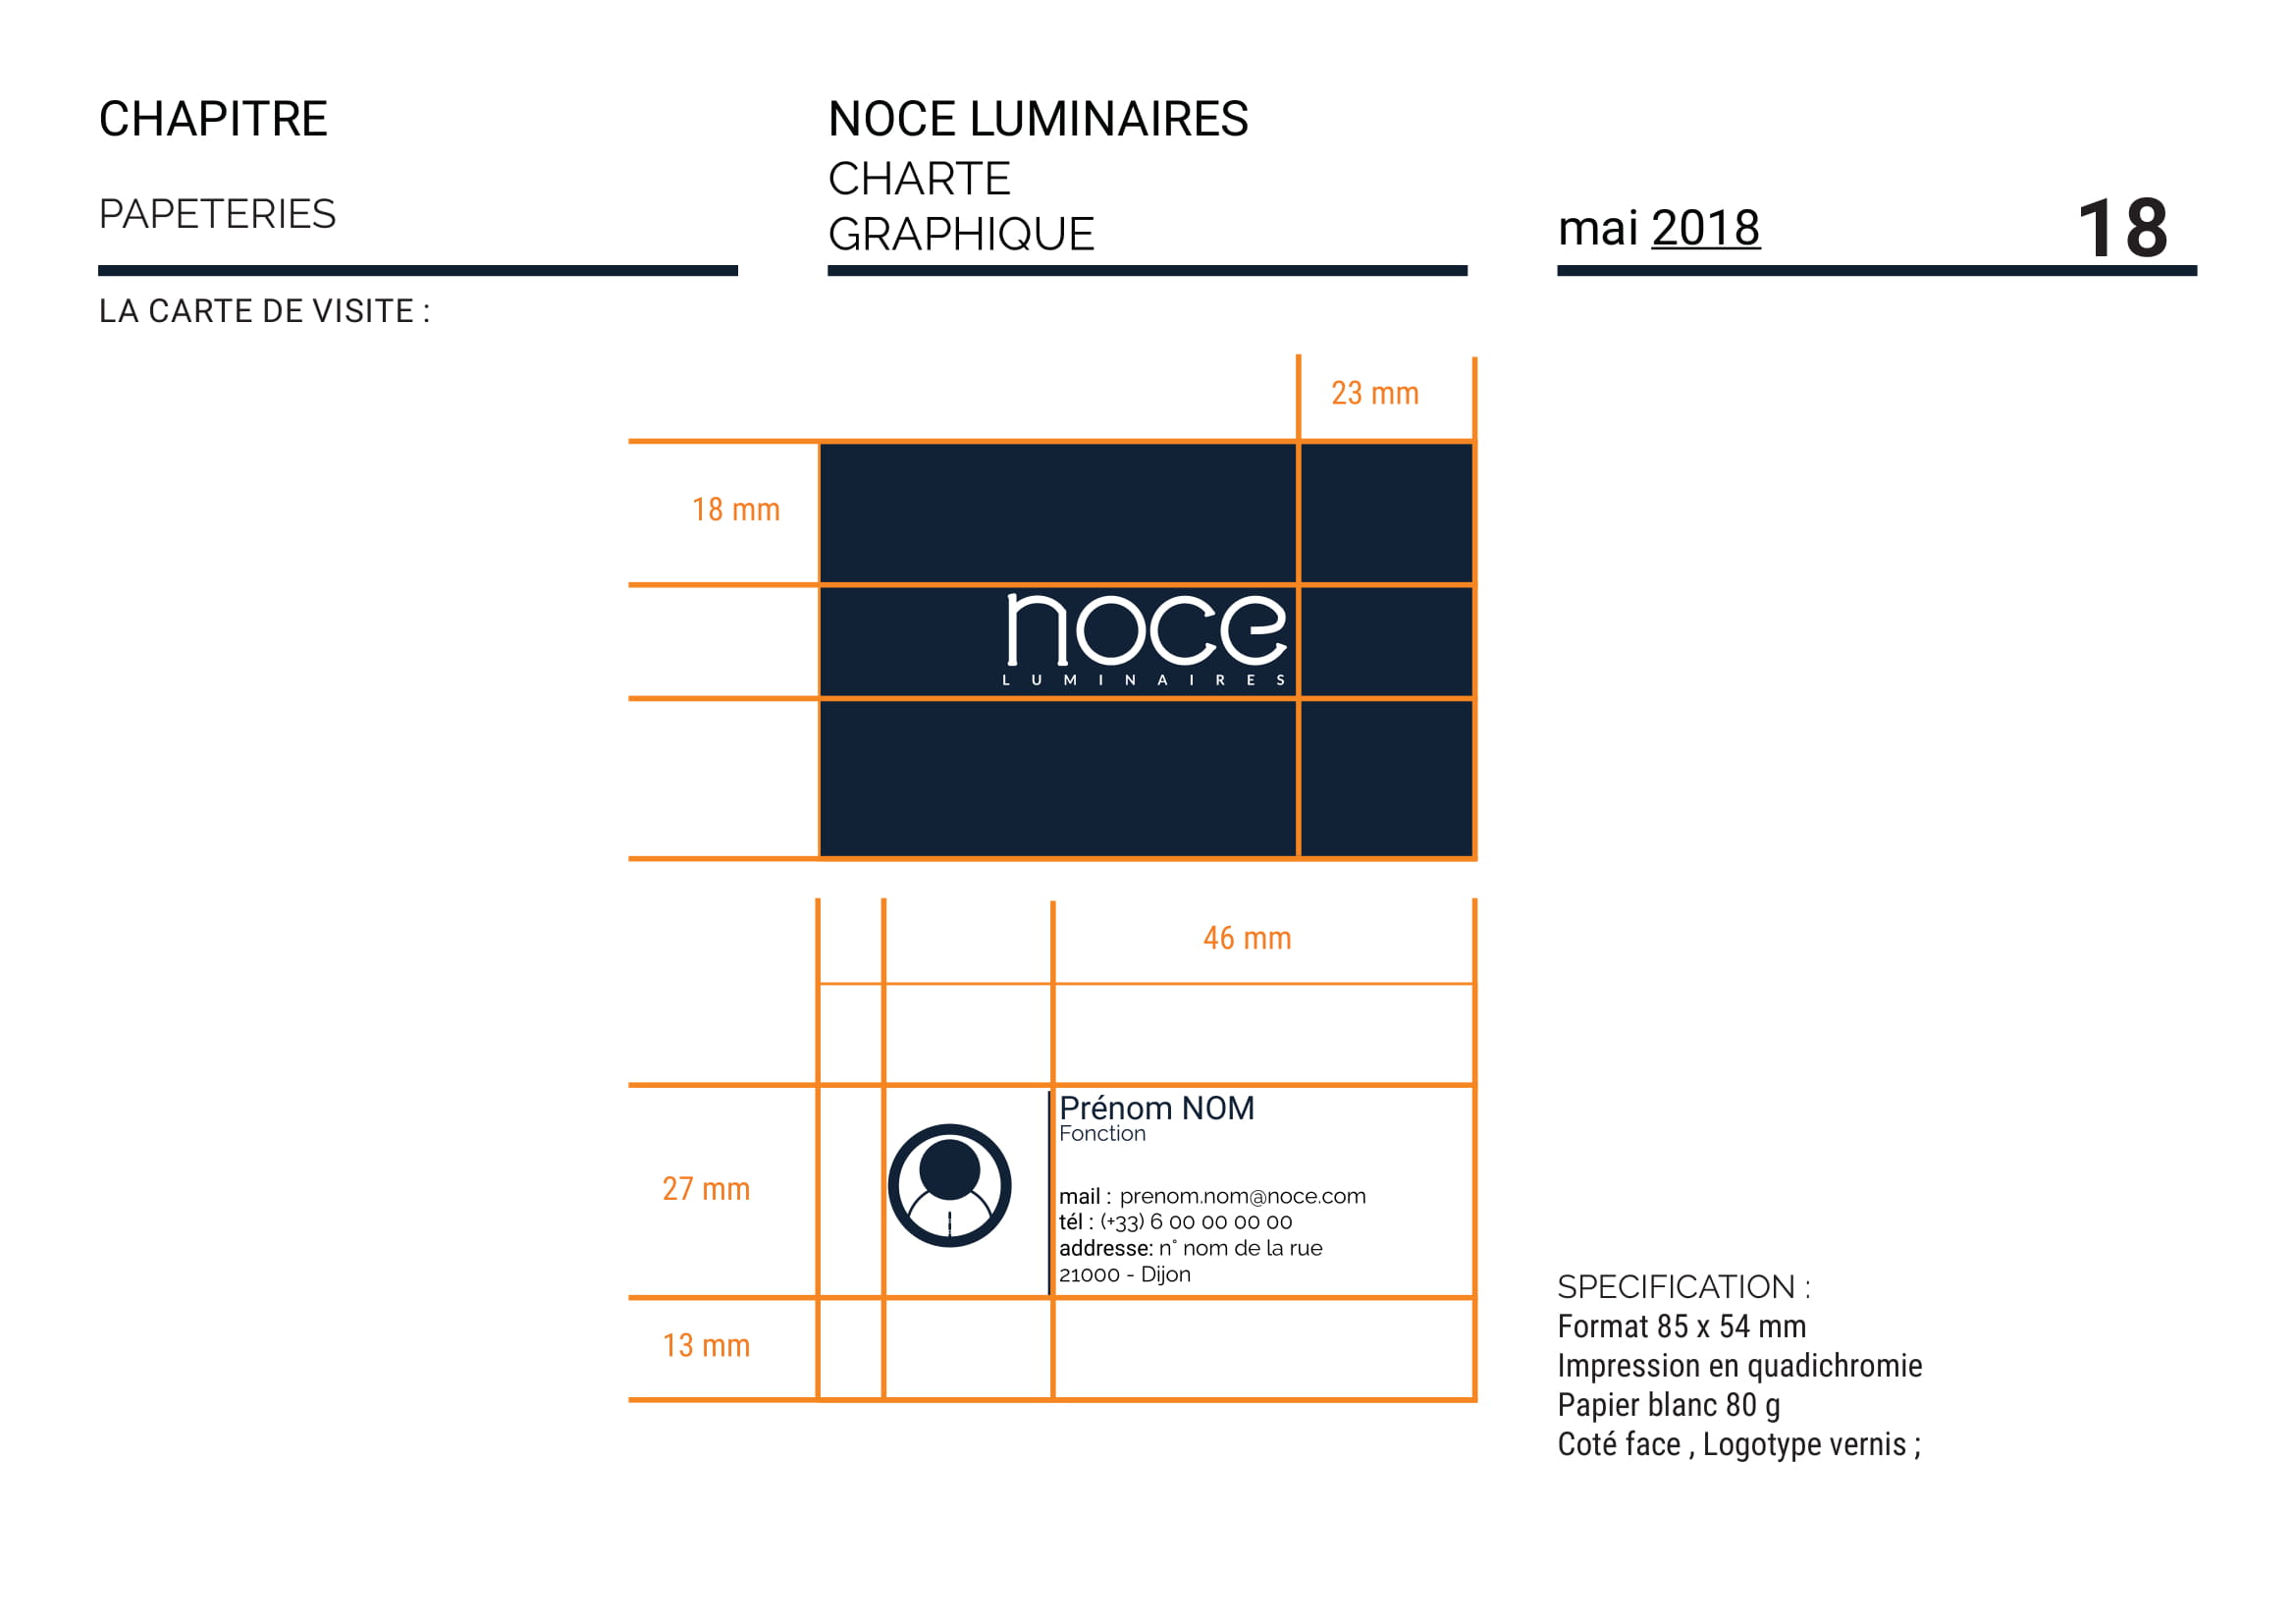 CHAPITRE
PAPETERIES
NOCE LUMINAIRES
CHARTE
GRAPHIQUE
mai 2018
18
LA CARTE DE VISITE :
23 mm
18 mm
noce
LUMINAIRES
46 mm
27 mm
13 mm
Prénom NOM
Fonction
mail : prenom.nom@noce.com
tél : (+33) 6 00 00 00 00
addresse: n° nom de la rue
21000 - Dijon
SPECIFICATION :
Format 85 x 54 mm
Impression en quadichromie
Papier blanc 80 g
Coté face , Logotype vernis ;